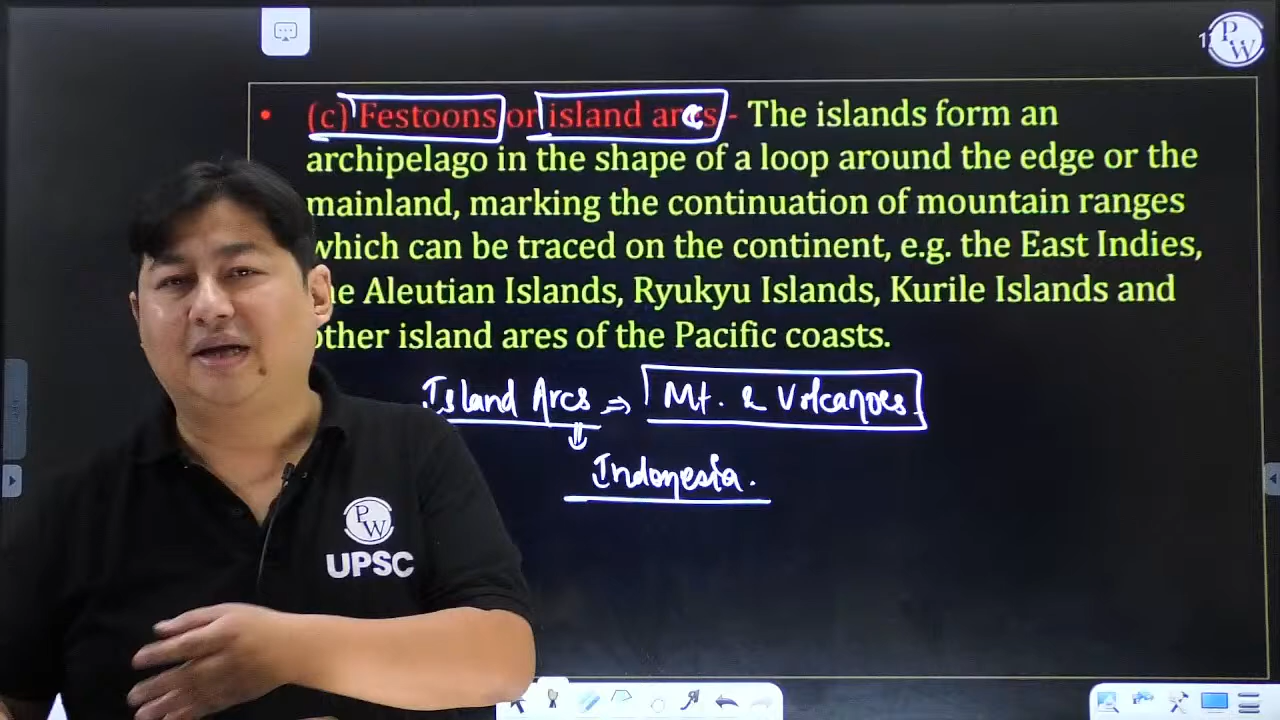 PW
• (c) Festoons or island arcs - The islands form an
archipelago in the shape of a loop around the edge or the
mainland, marking the continuation of mountain ranges
which can be traced on the continent, e.g. the East Indies,
Aleutian Islands, Ryukyu Islands, Kurile Islands and
other island ares of the Pacific coasts.
Island Arcs ⇒ Mt. & Volcanoes.
⇓
Indonesia.
PW
UPSC